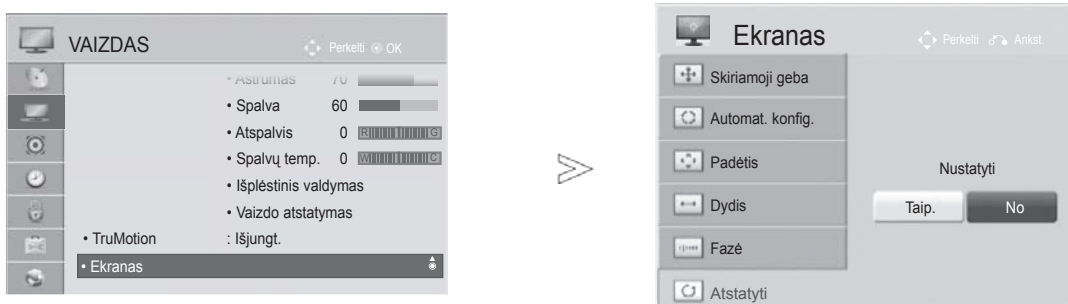 VAIZDAS
Perkelti OK
• Aštrumas 70
• Spalva 60
• Atspalvis 0 R G
• Spalvų temp. 0 W C
• Išplėstinis valdymas
• Vaizdo atstatymas
• TruMotion : Išjungt.
• Ekranas
Ekranas
Perkelti Ankst.
Skiriamoji geba
Automat. konfig.
Padėtis
Dydis
Fazė
Atstatyti
Nustatyti
Taip. No